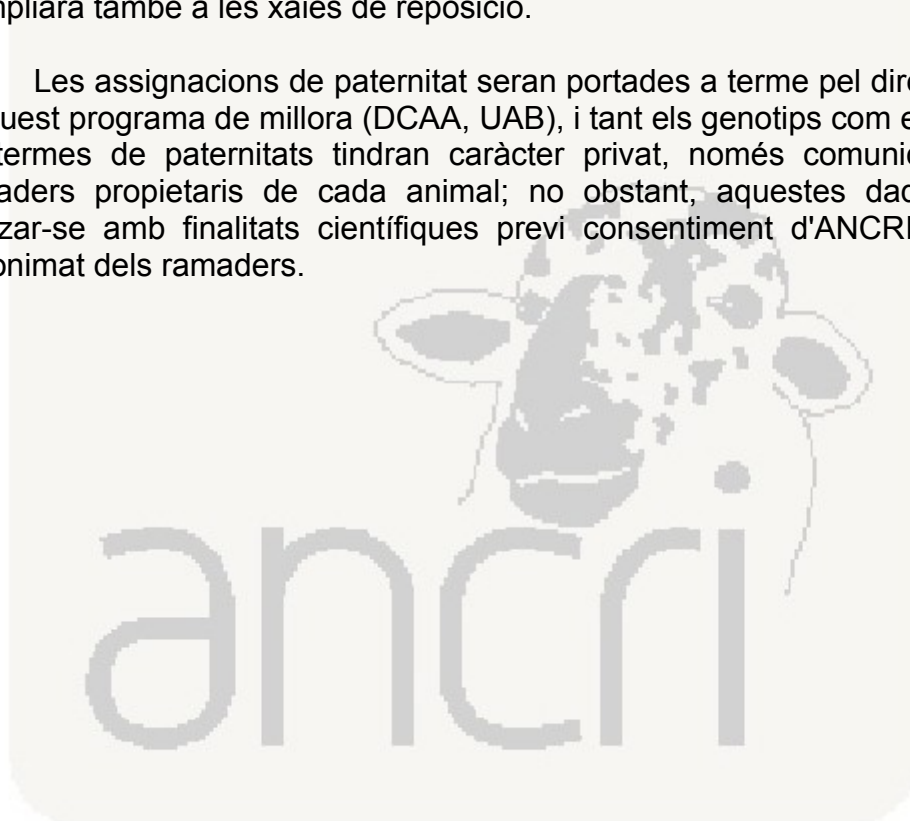 mpliarà també a les xaies de reposició.
Les assignacions de paternitat seran portades a terme pel dire
uest programa de millora (DCAA, UAB), i tant els genotips com e
termes de paternitats tindran caràcter privat, només comunic
aders propietaris de cada animal; no obstant, aquestes dad
zar-se amb finalitats científiques previ consentiment d'ANCRI
onimat dels ramaders.
ancri